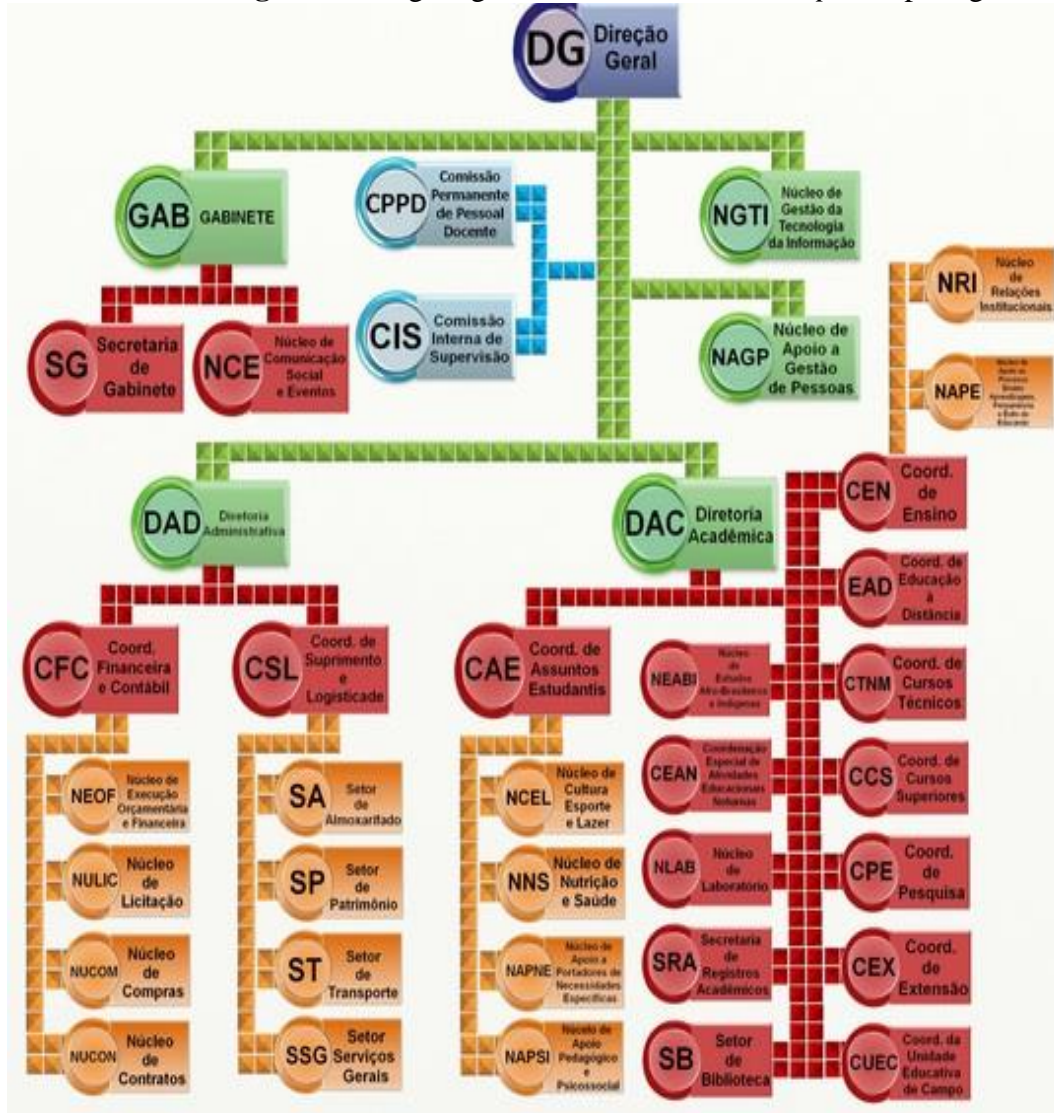 DG
Direção
Geral
GAB
GABINETE
CPPD
Comissão
Permanente
de Pessoal
Docente
NGTI
Núcleo de
Gestão da
Tecnologia
da Informação
SG
Secretaria
de
Gabinete
NCE
Núcleo de
Comunicação
Social
e Eventos
CIS
Comissão
Interna de
Supervisão
NAGP
Núcleo de
Apoio a
Gestão
de Pessoas
NRI
Núcleo
de
Relações
Institucionais
NAPE
DAD
Diretoria
Administrativa
DAC
Diretoria
Acadêmica
CEN
Coord.
de
Ensino
EAD
Coord. de
Educação
à
Distância
CFC
Coord.
Financeira
e Contábil
CSL
Coord. de
Suprimento
e
Logisticade
CAE
Coord. de
Assuntos
Estudantis
NEABI
Núcleo
de
Estudos
Afro-Brasileiros
e Indígenas
CTNM
Coord. de
Cursos
Técnicos
NEOF
Núcleo de
Execução
Orçamentária
e Financeira
SA
Setor
de
Almoxarifado
NCEL
Núcleo de
Cultura
Esporte
e Lazer
CEAN
Coordenação
Especial de
Atividades
Educacionais
CCS
Coord. de
Cursos
Superiores
NULIC
Núcleo
de
Licitação
SP
Setor
de
Patrimônio
NNS
Núcleo de
Nutrição
e Saúde
NLAB
Núcleo
de
Laboratório
CPE
Coord.
de
Pesquisa
NUCOM
Núcleo
de
Compras
ST
Setor
de
Transporte
NAPNE
Núcleo de
Apoio a
Portadores de
Necessidades
Específicas
SRA
Secretaria
de
Registros
Acadêmicos
CEX
Coord.
de
Extensão
NUCON
Núcleo
de
Contratos
SSG
Setor
Serviços
Gerais
NAPSI
Núcelo de
Apoio
Pedagógico
e
Psicossocial
SB
Setor
de
Biblioteca
CUEC
Coord. da
Unidade
Educativa
de Campo